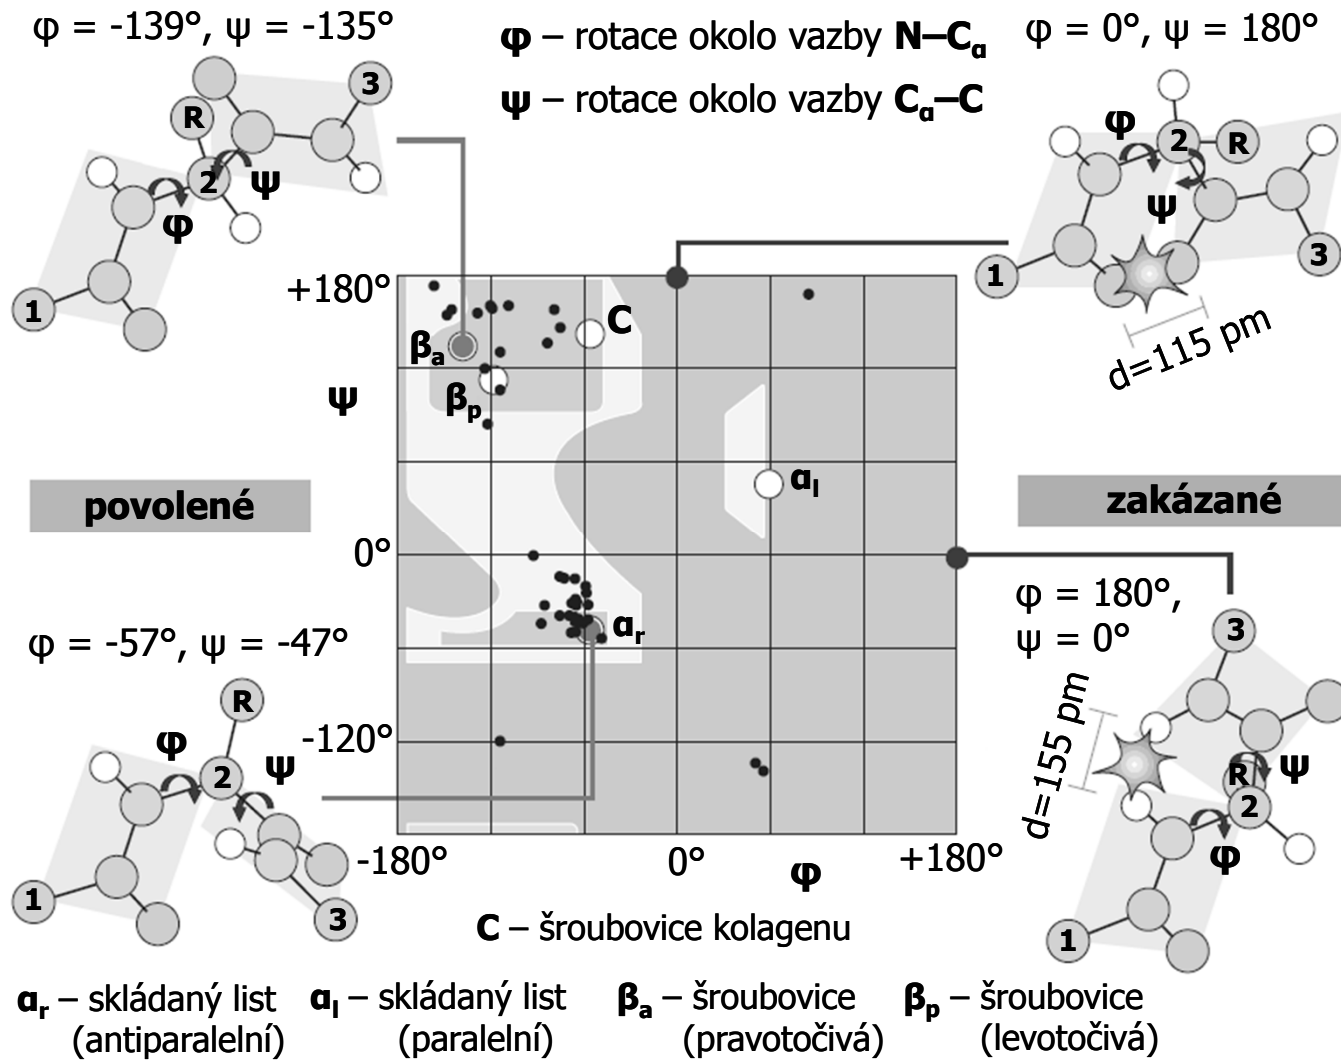 φ = -139°, ψ = -135°
φ – rotace okolo vazby N–Cα
ψ – rotace okolo vazby Cα–C
φ = 0°, ψ = 180°
3
R
2
ψ
φ
1
φ
2
R
ψ
3
1
d=115 pm
+180°
C
βa
βp
ψ
αl
povolené
zakázané
0°
φ = 180°,
ψ = 0°
αr
φ = -57°, ψ = -47°
3
R
φ
2
ψ
-120°
d=155 pm
R
ψ
2
φ
1
3
1
-180°
0°
φ
+180°
C – šroubovice kolagenu
αr – skládaný list
(antiparalelní)
αl – skládaný list
(paralelní)
βa – šroubovice
(pravotočivá)
βp – šroubovice
(levotočivá)